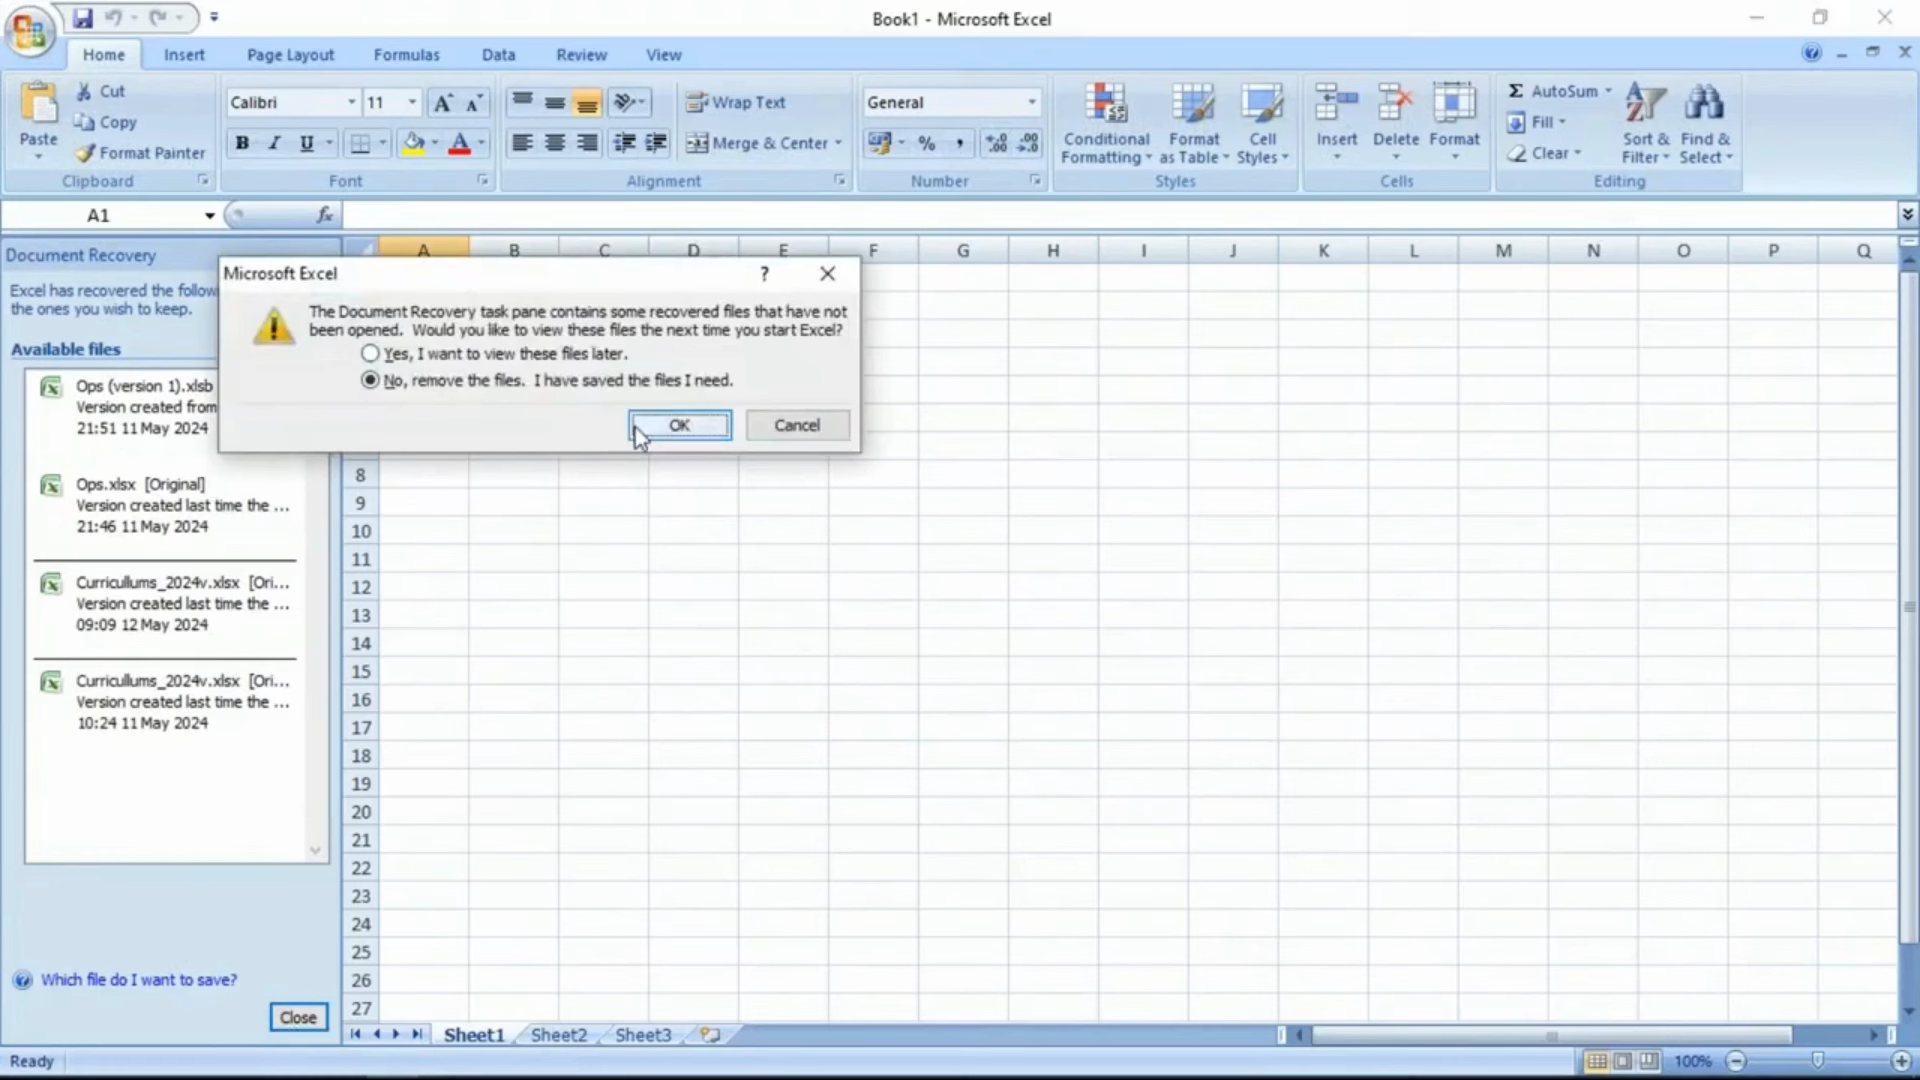 Book1 - Microsoft Excel
Home Insert Page Layout Formulas Data Review View
Paste
Cut
Copy
Format Painter
Clipboard
Calibri 11
B I U
Font
Wrap Text
Merge & Center
Alignment
General
% ,
Number
Conditional Formatting
Format as Table
Cell Styles
Styles
Insert Delete Format
Cells
Σ AutoSum
Fill
Clear
Sort & Filter
Find & Select
Editing
A1 fx
Document Recovery
Excel has recovered the follow
the ones you wish to keep.
Available files
Ops (version 1).xlsb
Version created from
21:51 11 May 2024
Ops.xlsx [Original]
Version created last time the ...
21:46 11 May 2024
Curricullums_2024v.xlsx [Ori...
Version created last time the ...
09:09 12 May 2024
Curricullums_2024v.xlsx [Ori...
Version created last time the ...
10:24 11 May 2024
Which file do I want to save?
Close
A B C D E F G H I J K L M N O P Q
Microsoft Excel ?
The Document Recovery task pane contains some recovered files that have not
been opened. Would you like to view these files the next time you start Excel?
Yes, I want to view these files later.
No, remove the files. I have saved the files I need.
OK Cancel
8
9
10
11
12
13
14
15
16
17
18
19
20
21
22
23
24
25
26
27
Sheet1 Sheet2 Sheet3
Ready 100%